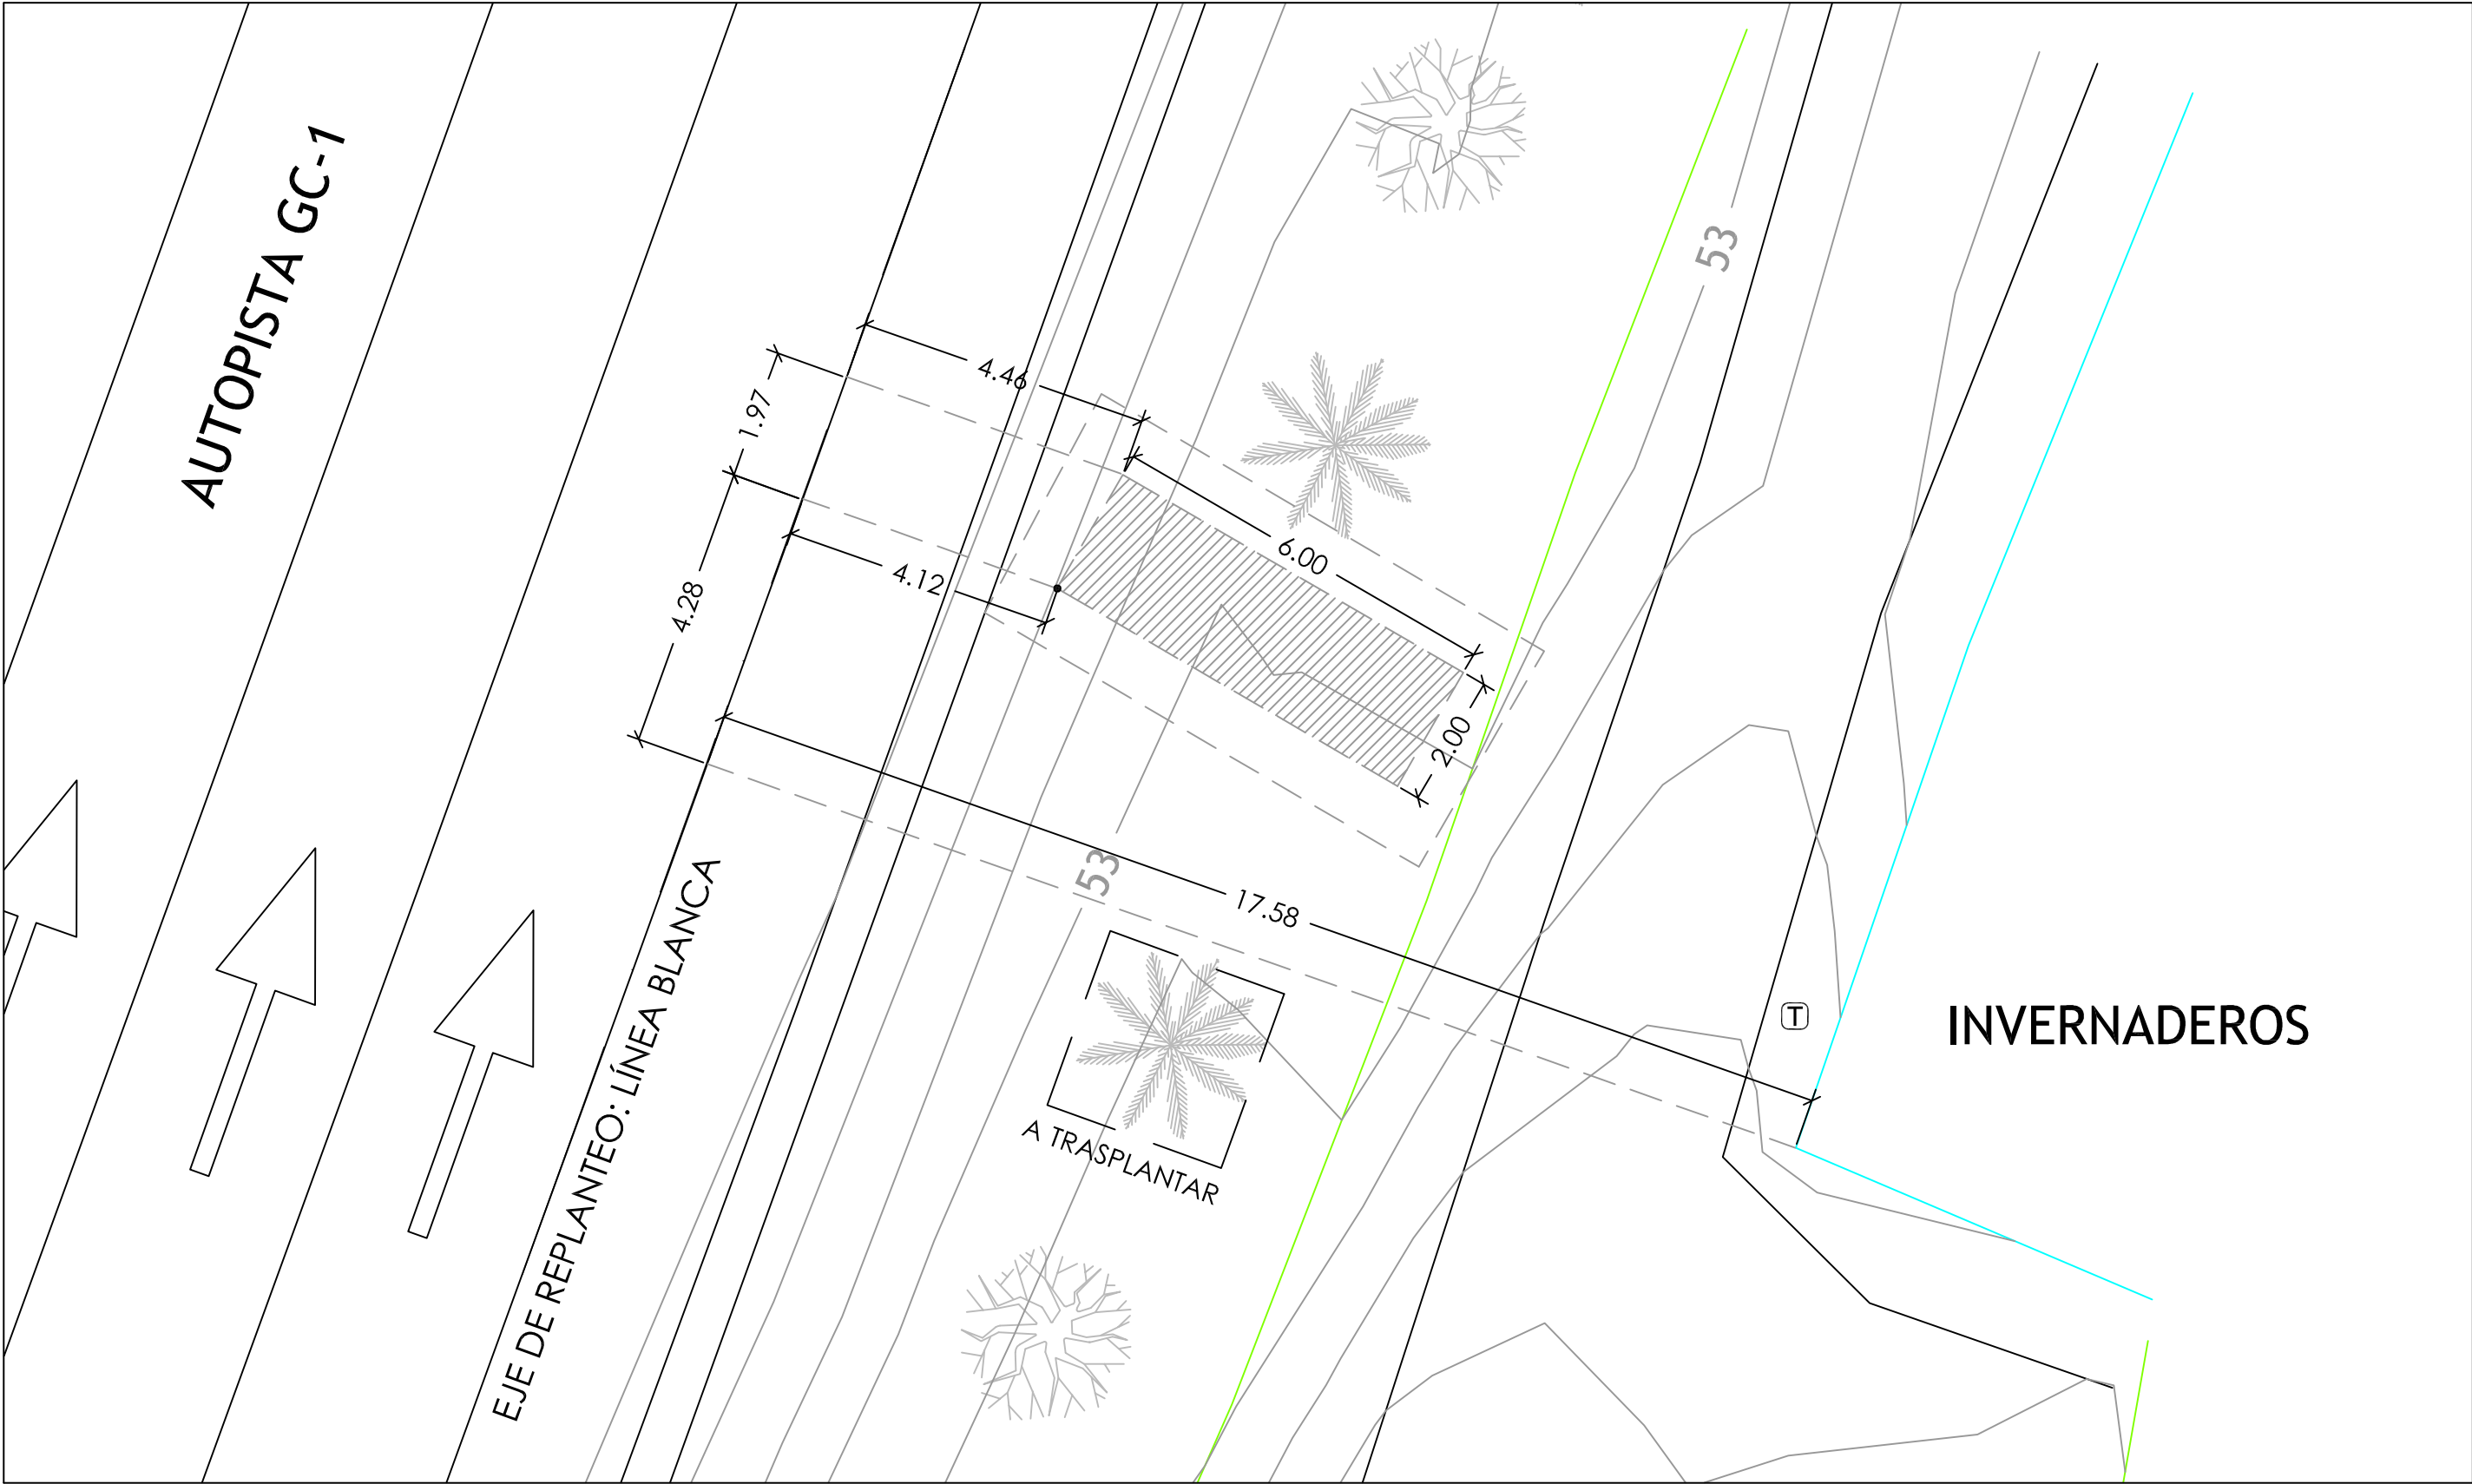 AUTOPISTA GC-1
53
4.46
1.97
6.00
4.12
4.28
2.00
53
17.58
EJE DE REPLANTEO: LÍNEA BLANCA
T
INVERNADEROS
A TRASPLANTAR